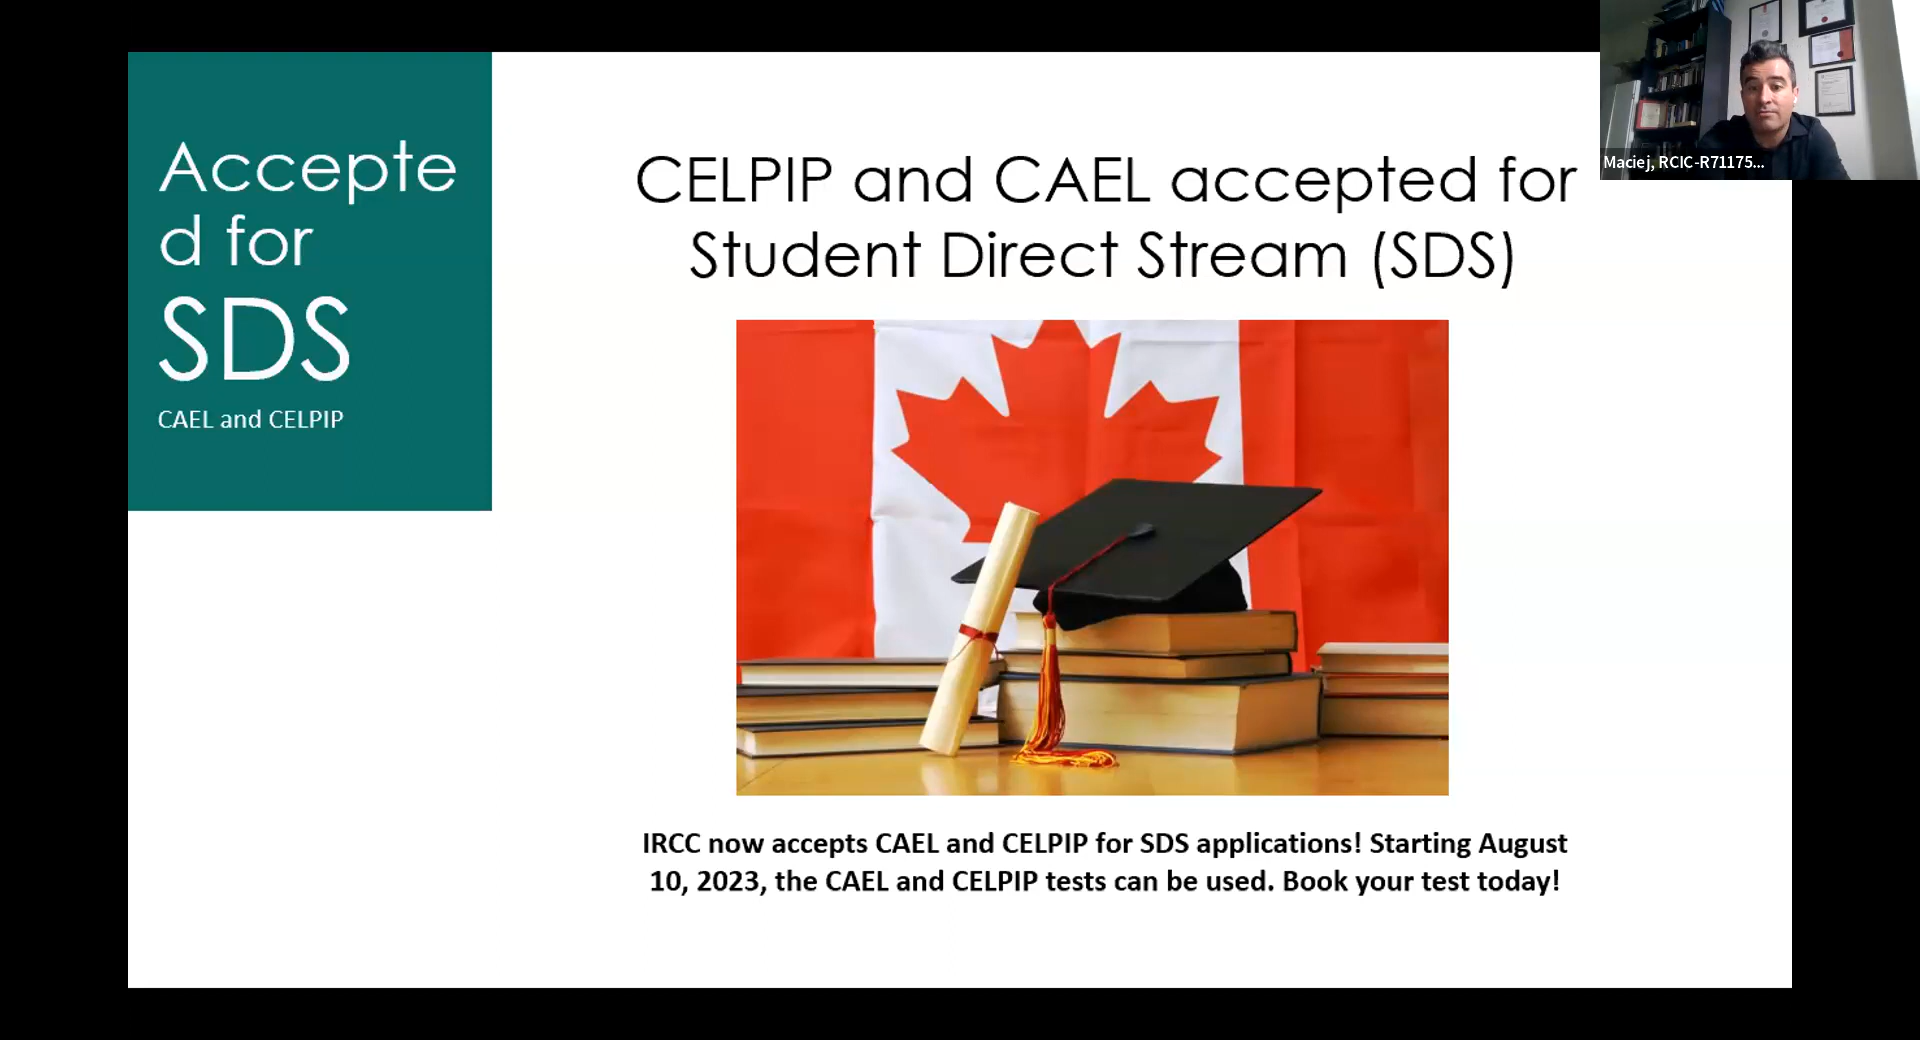 Accepte
d for
SDS
CAEL and CELPIP
CELPIP and CAEL accepted for
Student Direct Stream (SDS)
IRCC now accepts CAEL and CELPIP for SDS applications! Starting August
10, 2023, the CAEL and CELPIP tests can be used. Book your test today!
Maciej, RCIC-R71175...